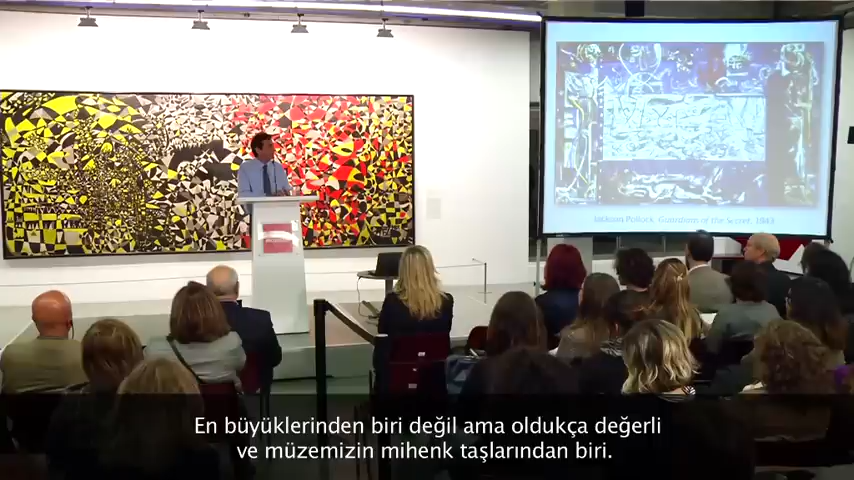 Jackson Pollock, Guardians of the Secret, 1943
En büyüklerinden biri değil ama oldukça değerli
ve müzemizin mihenk taşlarından biri.